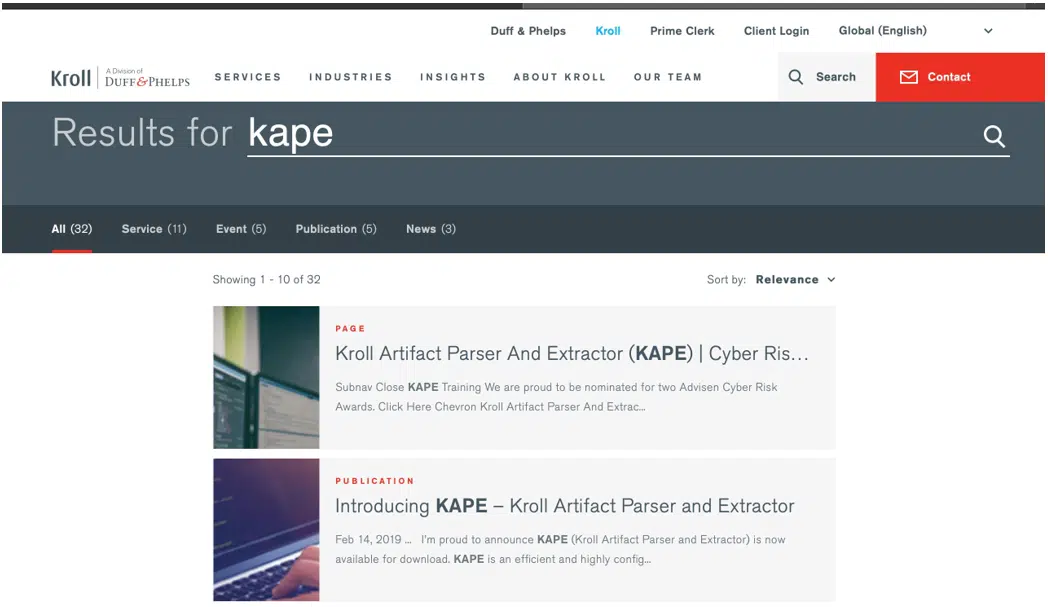 Duff & Phelps Kroll Prime Clerk Client Login Global (English)
Kroll A Division of DUFF&PHELPS SERVICES INDUSTRIES INSIGHTS ABOUT KROLL OUR TEAM Search Contact
Results for kape
All (32) Service (11) Event (5) Publication (5) News (3)
Showing 1 - 10 of 32 Sort by: Relevance
PAGE
Kroll Artifact Parser And Extractor (KAPE) | Cyber Ris...
Subnav Close KAPE Training We are proud to be nominated for two Advisen Cyber Risk
Awards. Click Here Chevron Kroll Artifact Parser And Extrac...
PUBLICATION
Introducing KAPE – Kroll Artifact Parser and Extractor
Feb 14, 2019 ... I'm proud to announce KAPE (Kroll Artifact Parser and Extractor) is now
available for download. KAPE is an efficient and highly config...